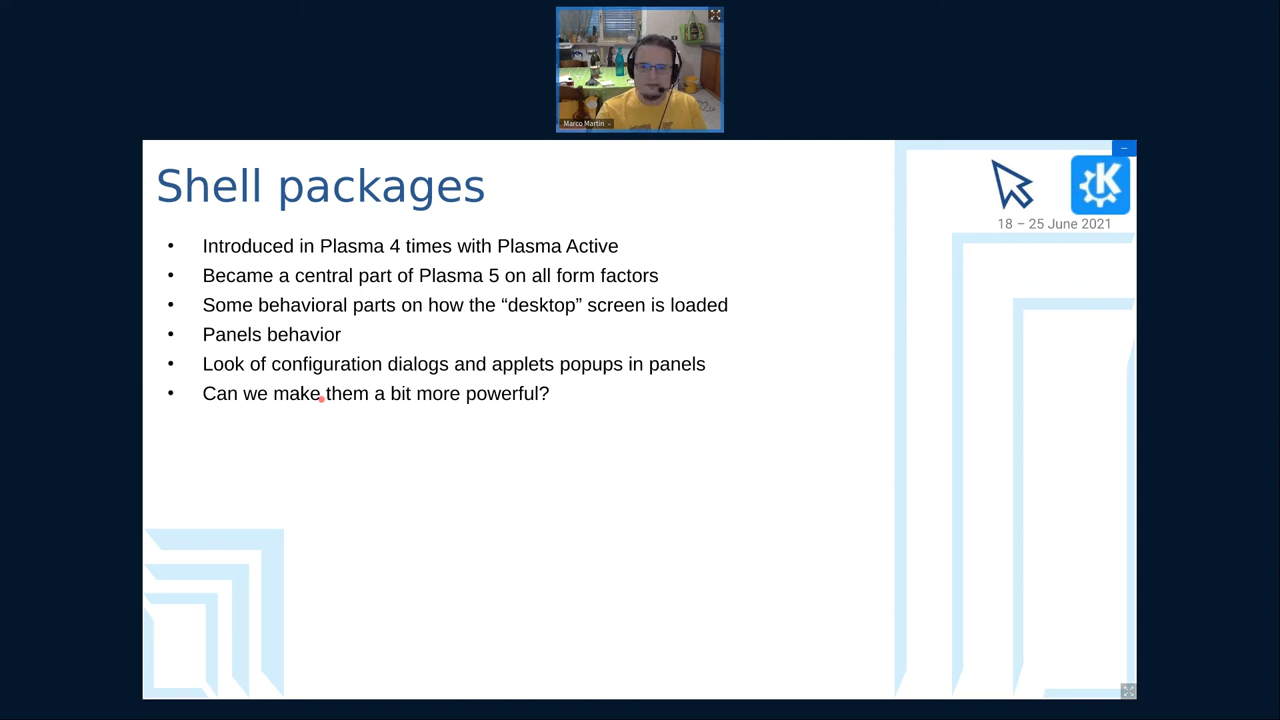 Marco Martin
Shell packages
18 – 25 June 2021
• Introduced in Plasma 4 times with Plasma Active
• Became a central part of Plasma 5 on all form factors
• Some behavioral parts on how the “desktop” screen is loaded
• Panels behavior
• Look of configuration dialogs and applets popups in panels
• Can we make them a bit more powerful?